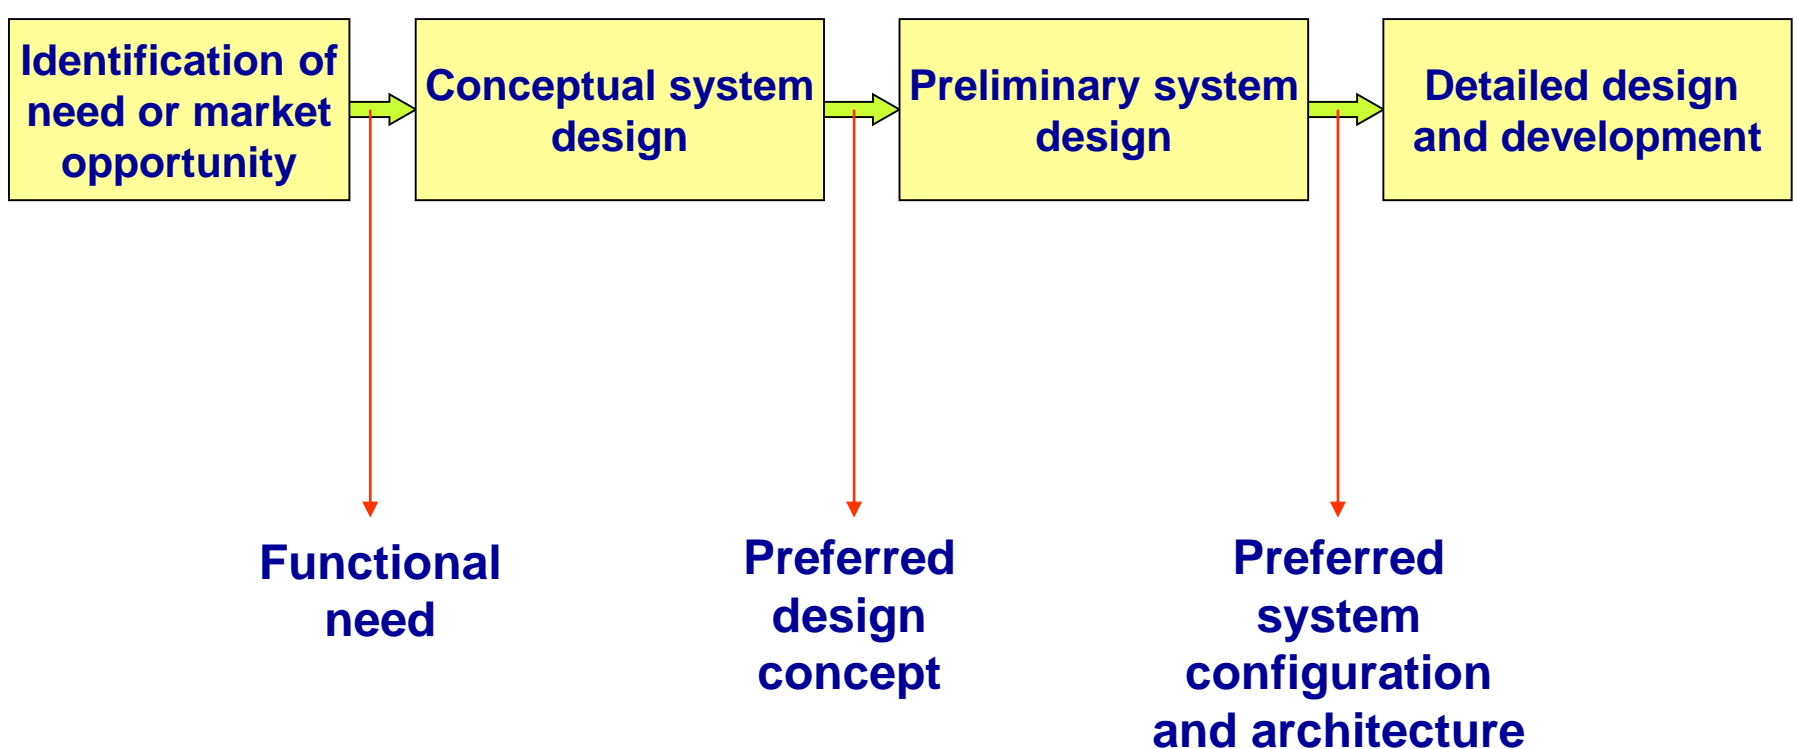 Identification of
need or market
opportunity
Conceptual system
design
Preliminary system
design
Detailed design
and development
Functional
need
Preferred
design
concept
Preferred
system
configuration
and architecture